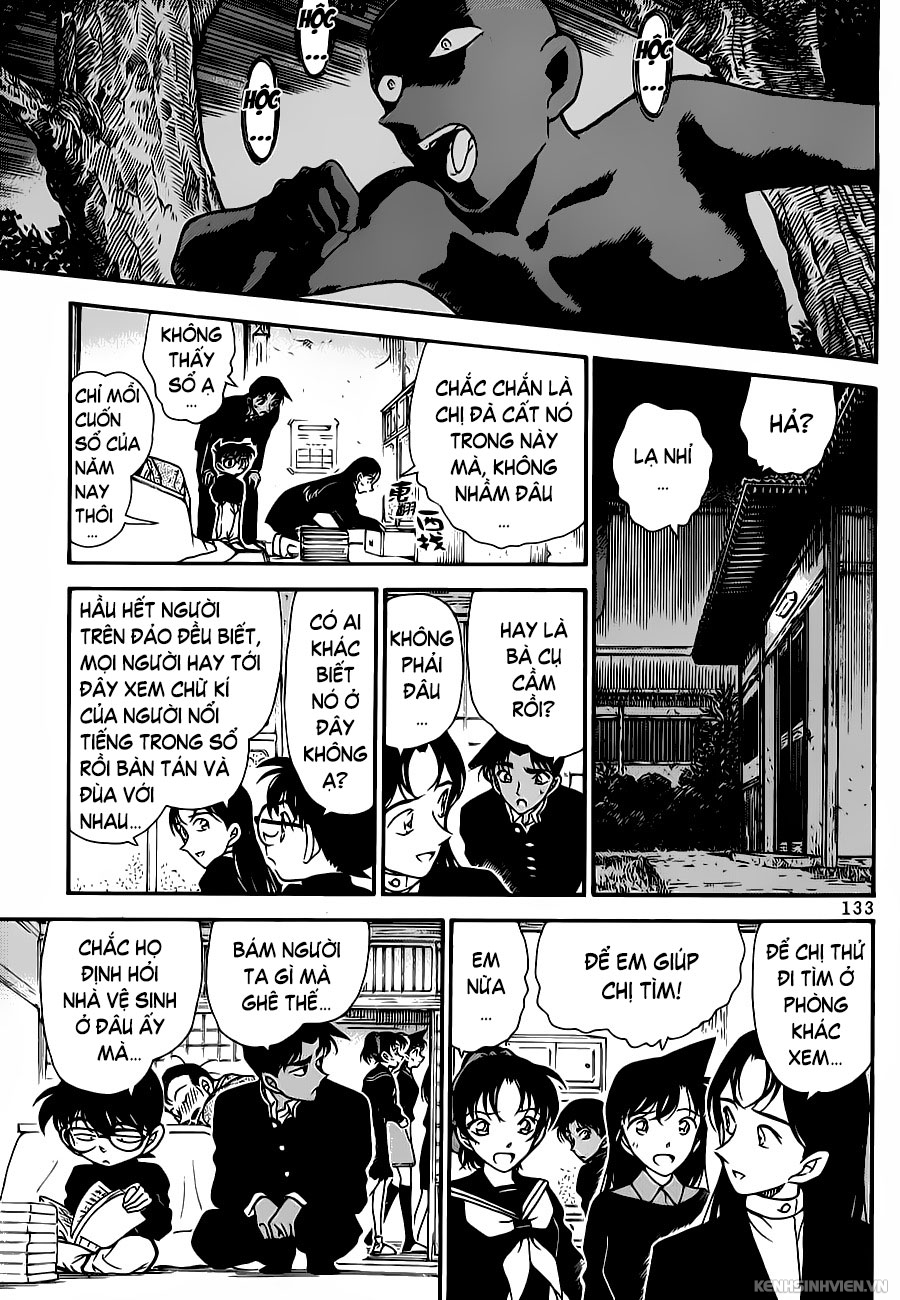 HỘC
...
HỘC
...
HỘC
...
HẢ?
LẠ NHỈ
...
CHẮC CHẮN LÀ
CHỊ ĐÀ CẤT NÓ
TRONG NÀY
MÀ, KHÔNG
NHẦM ĐÂU
...
KHÔNG
THẤY
SỔ Ạ
...
CHỈ MỒI
CUỐN
SỔ CỦA
NĂM
NAY
THÔI
...
HAY LÀ
BÀ CỤ
CẦM
RỒI?
KHÔNG
PHẢI
ĐÂU
...
CÓ AI
KHÁC
BIẾT
NÓ Ở
ĐÂY
KHÔNG
Ạ?
HẦU HẾT NGƯỜI
TRÊN ĐẢO ĐỀU BIẾT,
MỌI NGƯỜI HAY TỚI
ĐÂY XEM CHỮ KÍ
CỦA NGƯỜI NỔI
TIẾNG TRONG SỔ
RỒI BÀN TÁN VÀ
ĐÙA VỚI
NHAU...
133
ĐỂ CHỊ THỬ
ĐI TÌM Ở
PHÒNG
KHÁC
XEM...
ĐỂ EM GIÚP
CHỊ TÌM!
EM
NỮA
...
BÁM NGƯỜI
TA GÌ MÀ
GHÊ THẾ...
CHẮC HỌ
ĐỊNH HỎI
NHÀ VỆ SINH
Ở ĐÂU ẤY
MÀ...
KENHSINHVIEN.VN